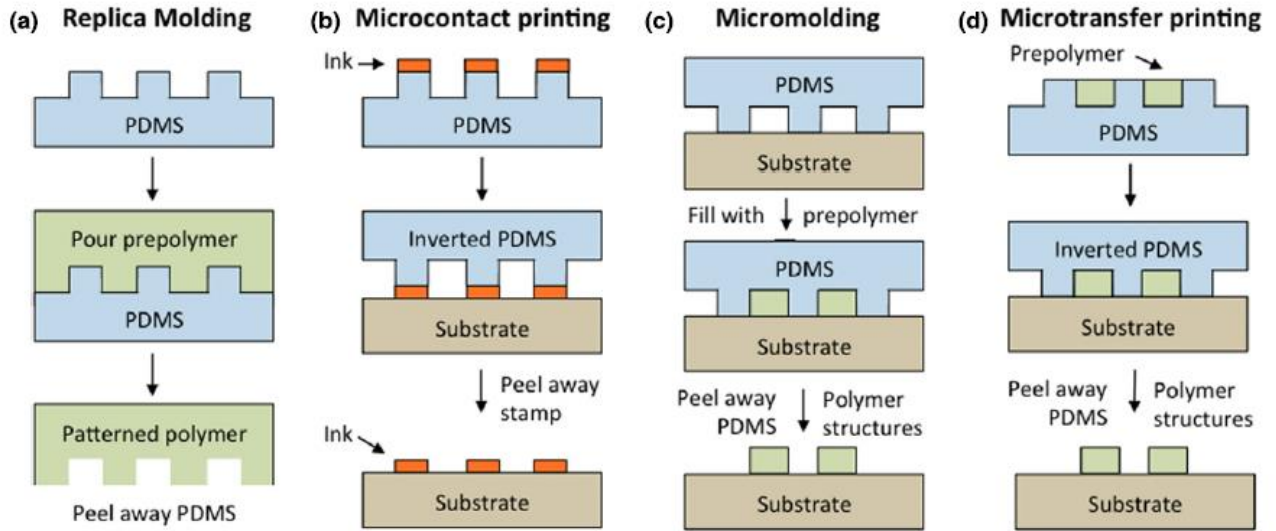 (a) Replica Molding
PDMS
Pour prepolymer
PDMS
Patterned polymer
Peel away PDMS
(b) Microcontact printing
Ink
PDMS
Inverted PDMS
Substrate
Peel away
stamp
Ink
Substrate
(c) Micromolding
PDMS
Substrate
Fill with prepolymer
PDMS
Substrate
Peel away
PDMS
Polymer
structures
Substrate
(d) Microtransfer printing
Prepolymer
PDMS
Inverted PDMS
Substrate
Peel away
PDMS
Polymer
structures
Substrate